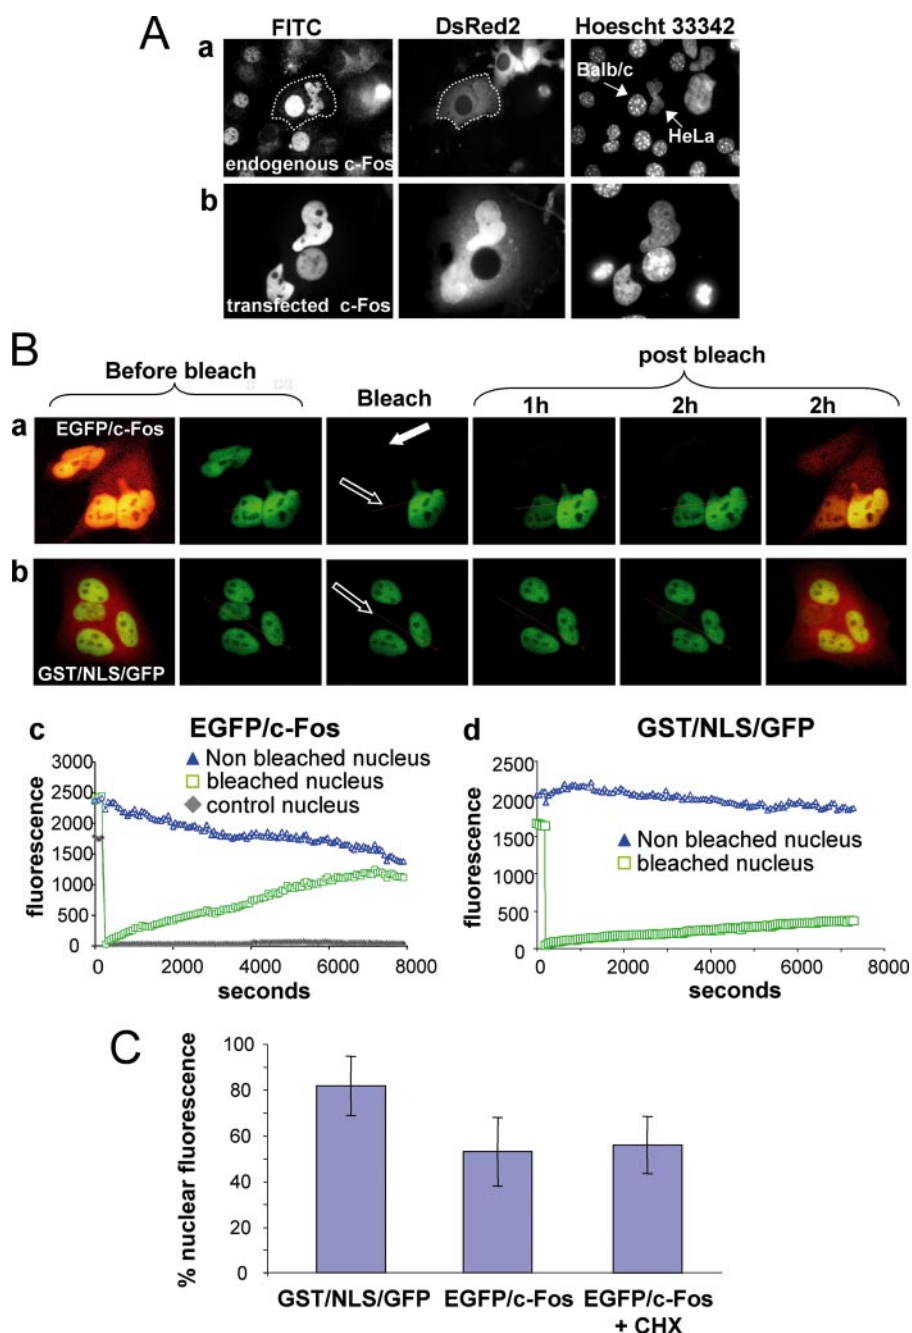 A
FITC DsRed2 Hoescht 33342
a
Balb/c
HeLa
endogenous c-Fos
b
transfected c-Fos
B
Before bleach
Bleach
post bleach
1h 2h 2h
a
EGFP/c-Fos
b
GST/NLS/GFP
c
EGFP/c-Fos
Non bleached nucleus
bleached nucleus
control nucleus
fluorescence
3000
2500
2000
1500
1000
500
0
0 2000 4000 6000 8000
seconds
d
GST/NLS/GFP
Non bleached nucleus
bleached nucleus
fluorescence
2500
2000
1500
1000
500
0
0 2000 4000 6000 8000
seconds
C
% nuclear fluorescence
100
80
60
40
20
0
GST/NLS/GFP EGFP/c-Fos EGFP/c-Fos
+ CHX